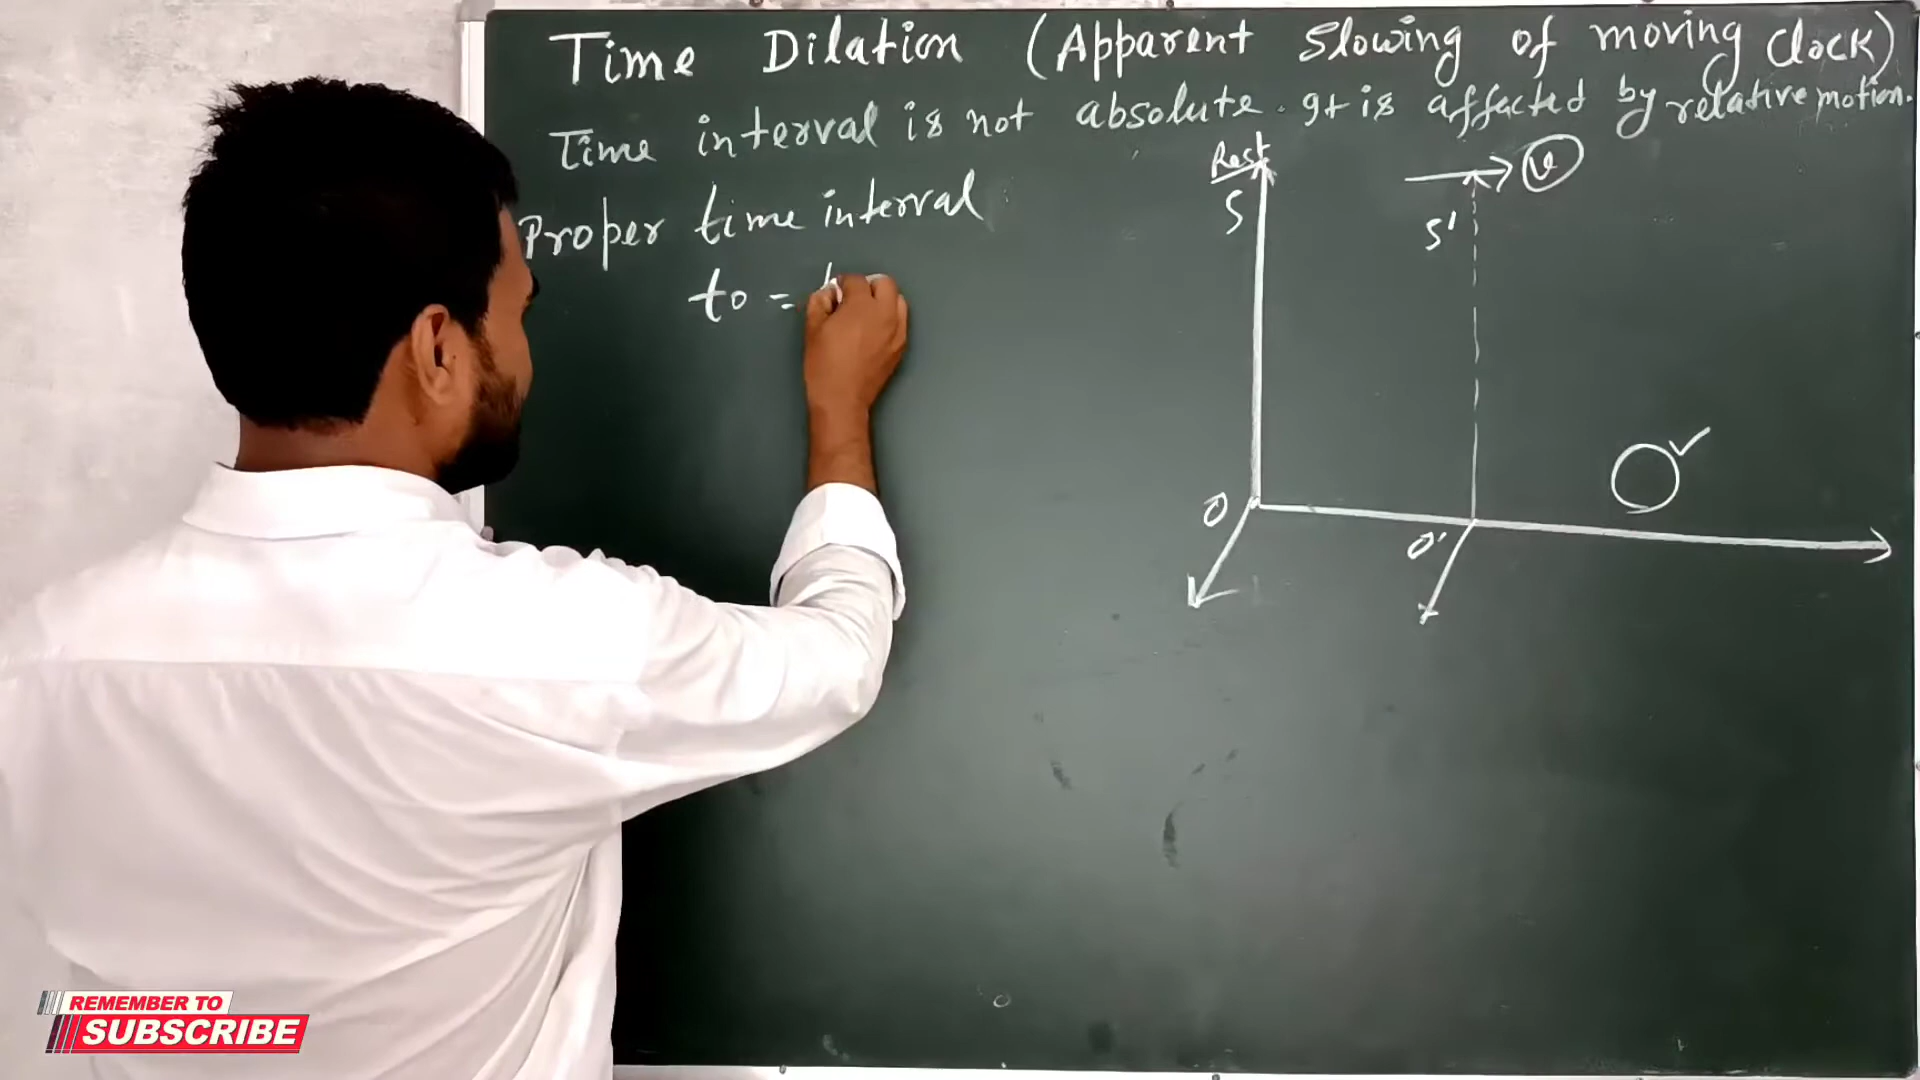 Time Dilation (Apparent Slowing of moving Clock)
Time interval is not absolute. It is affected by relative motion.
Proper time interval
to =
Rest
S
S'
v
O
O'
REMEMBER TO
SUBSCRIBE